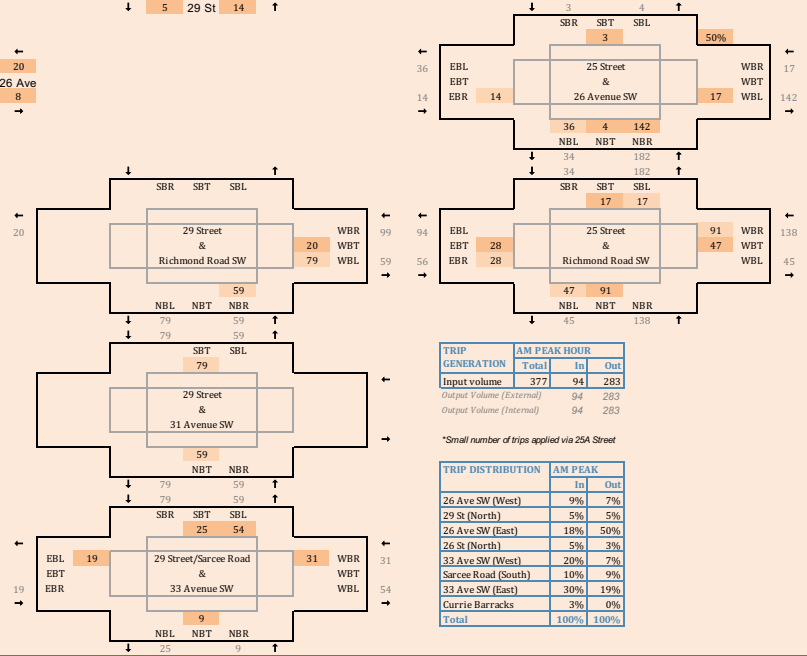 ↓ 5 29 St 14 ↑
← 20
26 Ave
8 →
↓ 3 4 ↑
SBR SBT SBL
3 50%
← ←
36 EBL 25 Street WBR 17
EBT & WBT
14 EBR 14 26 Avenue SW 17 WBL 142
→ →
36 4 142
NBL NBT NBR
↓ 34 182 ↑
34 182
↓ ↑
SBR SBT SBL
← ←
20 29 Street WBR 99
& 20 WBT
Richmond Road SW 79 WBL 59
→
59
NBL NBT NBR
↓ 79 59 ↑
↓ 34 182 ↑
SBR SBT SBL
17 17
← ←
94 EBL 25 Street 91 WBR 138
EBT 28 & 47 WBT
56 EBR 28 Richmond Road SW WBL 45
→ →
47 91
NBL NBT NBR
↓ 45 138 ↑
79 59
↓ ↑
SBT SBR
79
←
29 Street
&
31 Avenue SW
→
59
NBT NBR
79 59
↓ 79 59 ↑
SBR SBT SBL
25 54
← ←
EBL 19 29 Street/Sarcee Road 31 WBR 31
EBT & WBT
19 EBR 33 Avenue SW WBL 54
→ →
9
NBL NBT NBR
↓ 25 9 ↑
TRIP GENERATION AM PEAK HOUR
Total In Out
Input volume 377 94 283
Output Volume (External) 94 283
Output Volume (Internal) 94 283
*Small number of trips applied via 25A Street
TRIP DISTRIBUTION AM PEAK
In Out
26 Ave SW (West) 9% 7%
29 St (North) 5% 5%
26 Ave SW (East) 18% 50%
26 St (North) 5% 3%
33 Ave SW (West) 20% 7%
Sarcee Road (South) 10% 9%
33 Ave SW (East) 30% 19%
Currie Barracks 3% 0%
Total 100% 100%